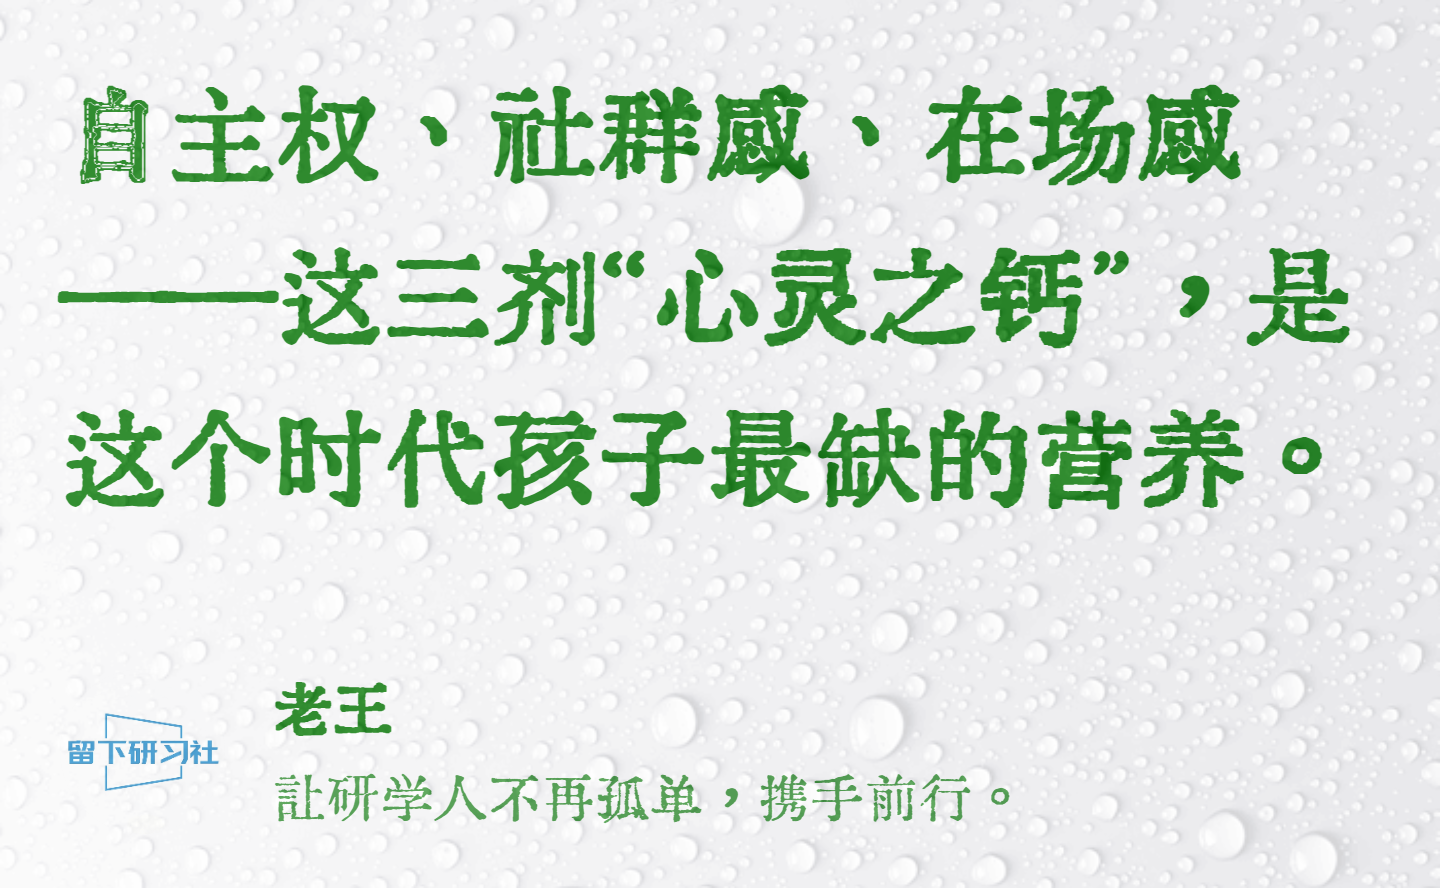 自主权、社群感、在场感
——这三剂“心灵之钙”，是
这个时代孩子最缺的营养。
老王
留下研习社
訨研学人不再孤单，携手前行。